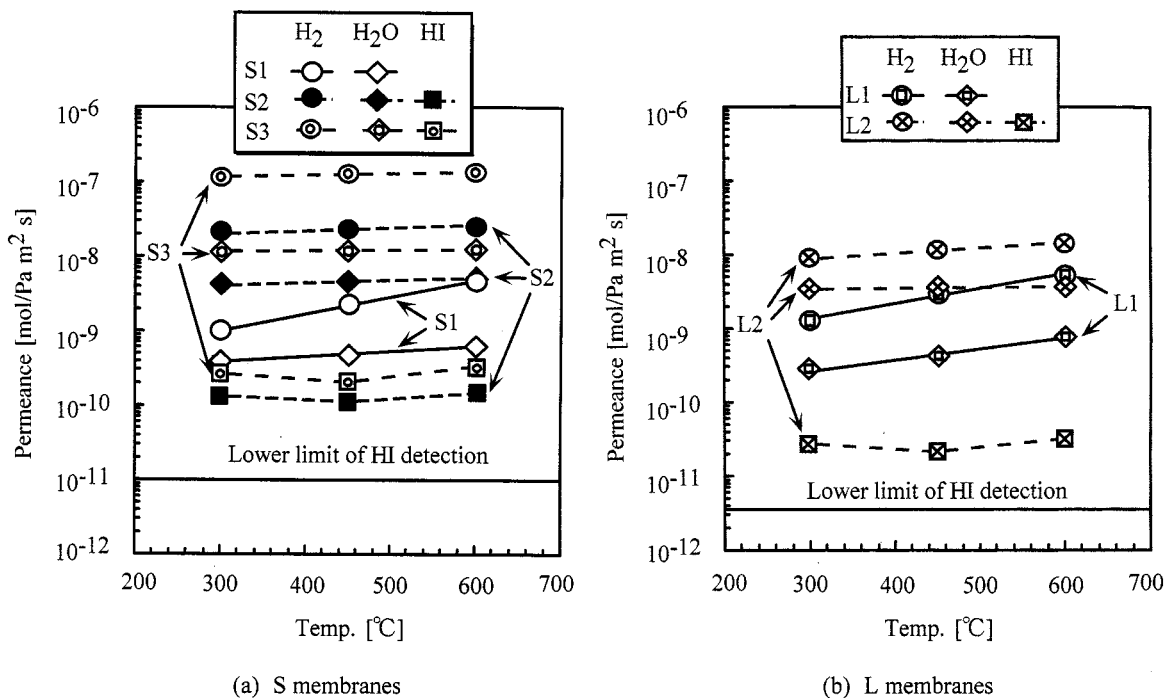 H2 H2O HI
S1
S2
S3
10-6
10-7
10-8
10-9
10-10
10-11
10-12
Permeance [mol/Pa m2 s]
S3
S2
S1
Lower limit of HI detection
200 300 400 500 600 700
Temp. [℃]
(a) S membranes
H2 H2O HI
L1
L2
10-6
10-7
10-8
10-9
10-10
10-11
10-12
Permeance [mol/Pa m2 s]
L2
L1
Lower limit of HI detection
200 300 400 500 600 700
Temp. [℃]
(b) L membranes